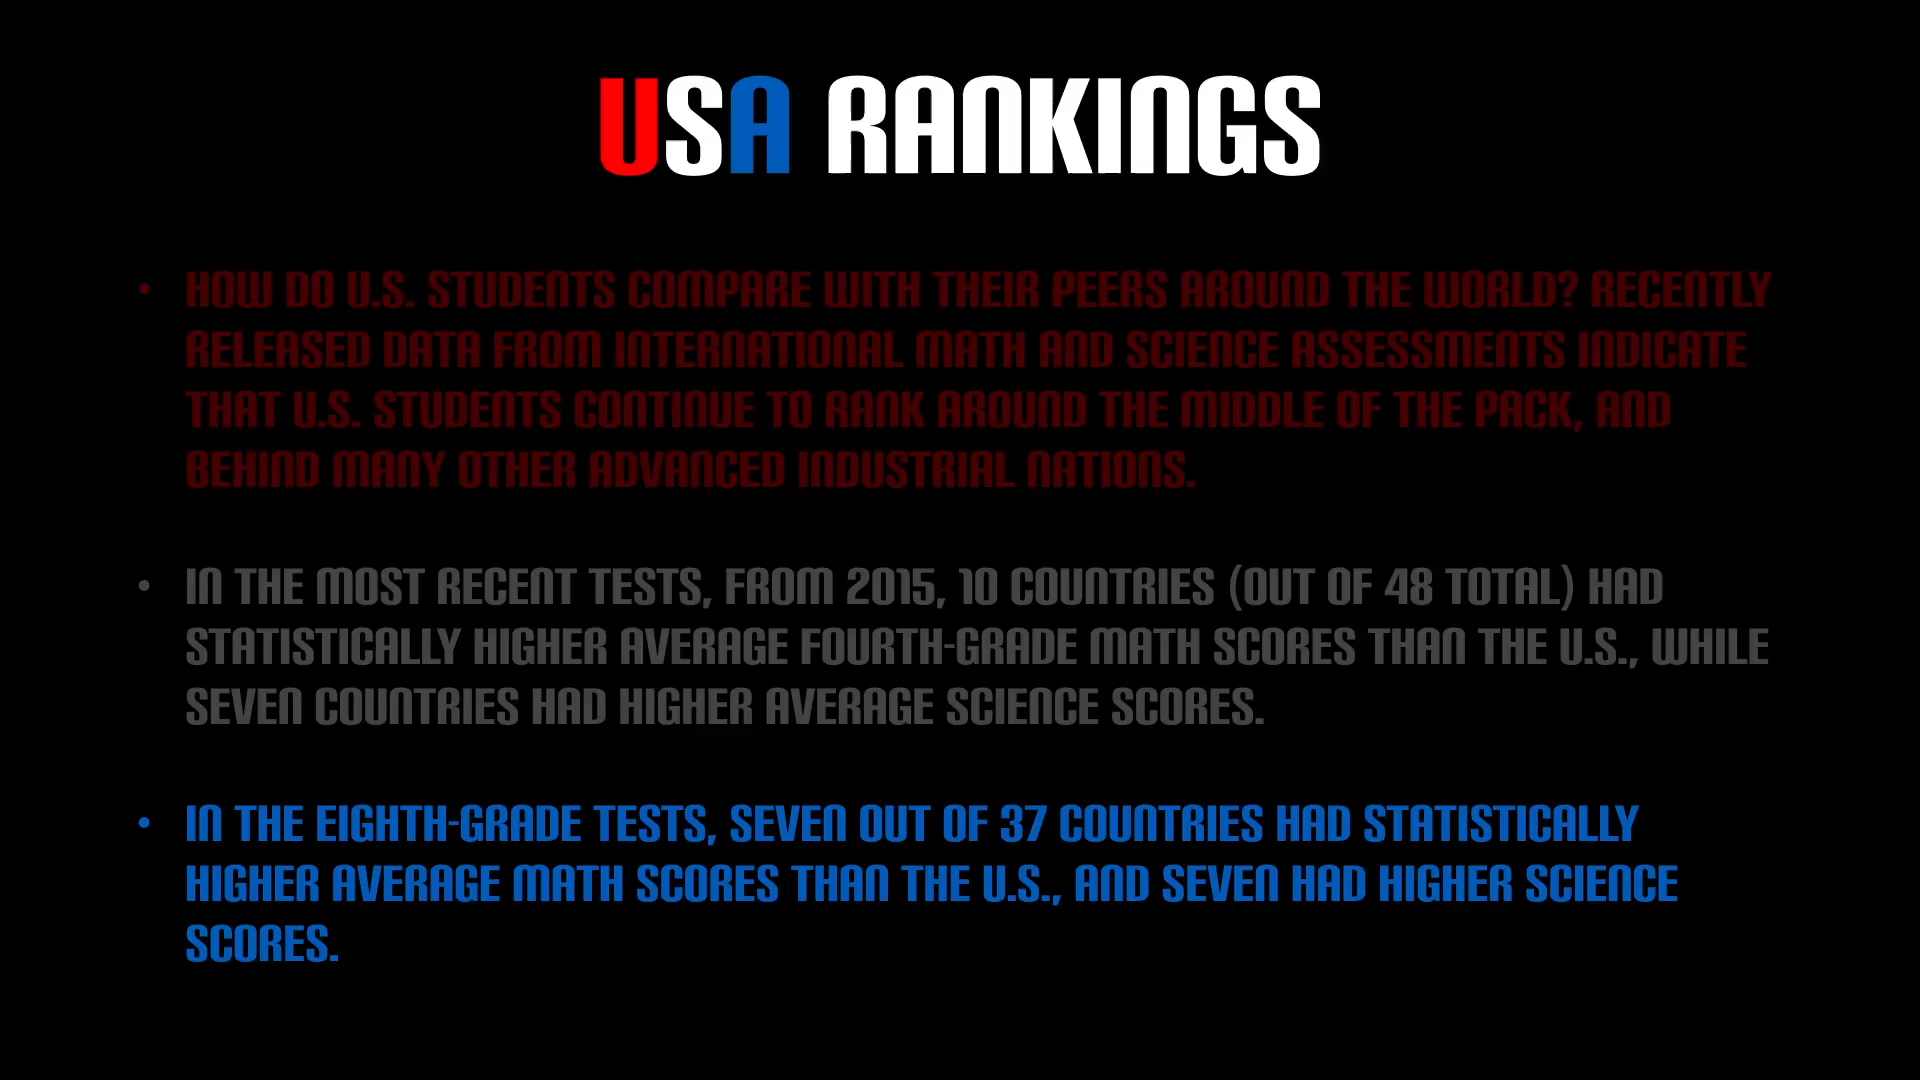 USA RANKINGS
• HOW DO U.S. STUDENTS COMPARE WITH THEIR PEERS AROUND THE WORLD? RECENTLY
RELEASED DATA FROM INTERNATIONAL MATH AND SCIENCE ASSESSMENTS INDICATE
THAT U.S. STUDENTS CONTINUE TO RANK AROUND THE MIDDLE OF THE PACK, AND
BEHIND MANY OTHER ADVANCED INDUSTRIAL NATIONS.
• IN THE MOST RECENT TESTS, FROM 2015, 10 COUNTRIES (OUT OF 48 TOTAL) HAD
STATISTICALLY HIGHER AVERAGE FOURTH-GRADE MATH SCORES THAN THE U.S., WHILE
SEVEN COUNTRIES HAD HIGHER AVERAGE SCIENCE SCORES.
• IN THE EIGHTH-GRADE TESTS, SEVEN OUT OF 37 COUNTRIES HAD STATISTICALLY
HIGHER AVERAGE MATH SCORES THAN THE U.S., AND SEVEN HAD HIGHER SCIENCE
SCORES.